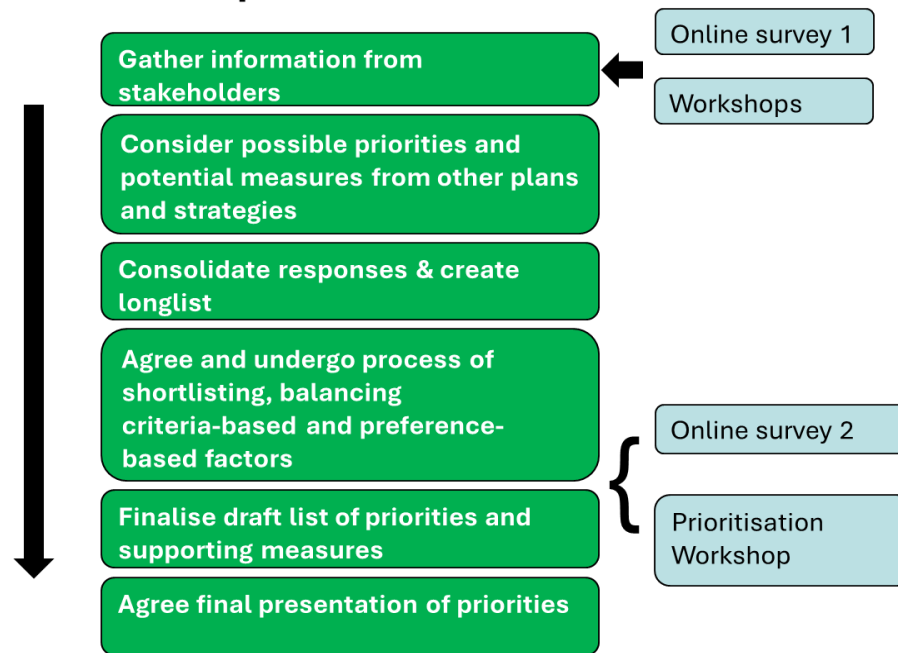 Gather information from
stakeholders
Online survey 1
Workshops
Consider possible priorities and
potential measures from other plans
and strategies
Consolidate responses & create
longlist
Agree and undergo process of
shortlisting, balancing
criteria-based and preference-
based factors
Online survey 2
Finalise draft list of priorities and
supporting measures
Prioritisation
Workshop
Agree final presentation of priorities